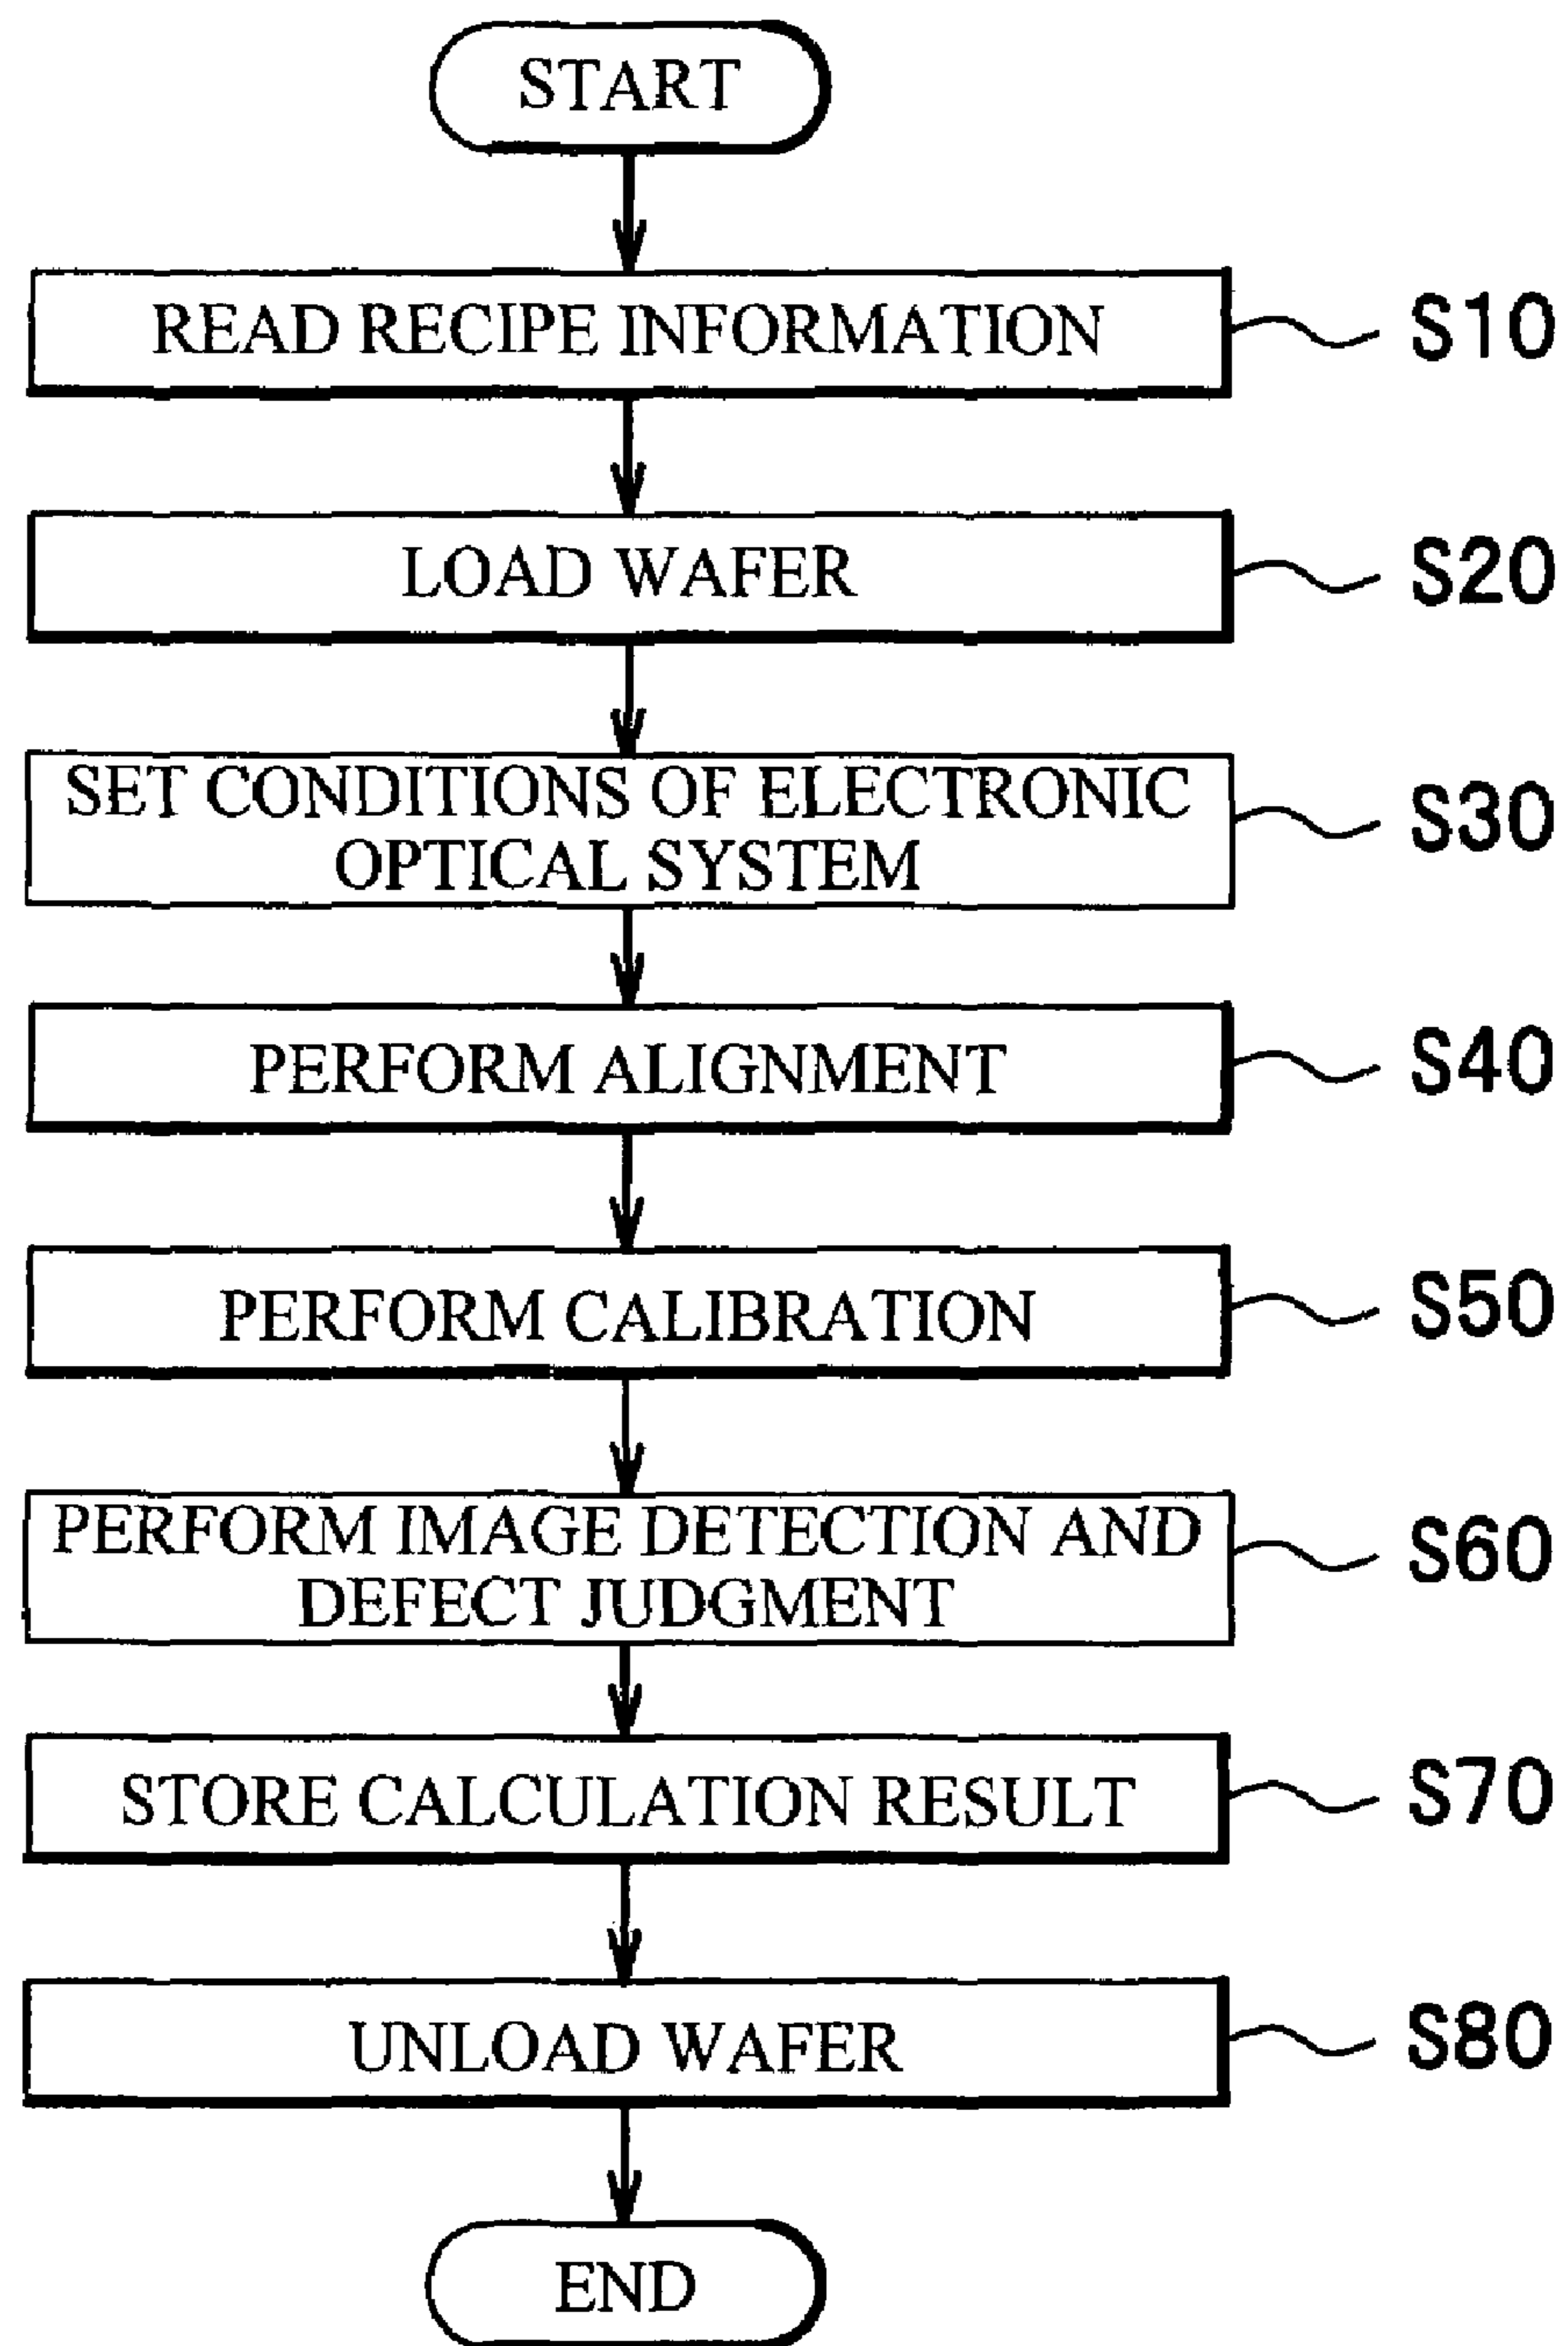 START
READ RECIPE INFORMATION S10
LOAD WAFER S20
SET CONDITIONS OF ELECTRONIC
OPTICAL SYSTEM S30
PERFORM ALIGNMENT S40
PERFORM CALIBRATION S50
PERFORM IMAGE DETECTION AND
DEFECT JUDGMENT S60
STORE CALCULATION RESULT S70
UNLOAD WAFER S80
END